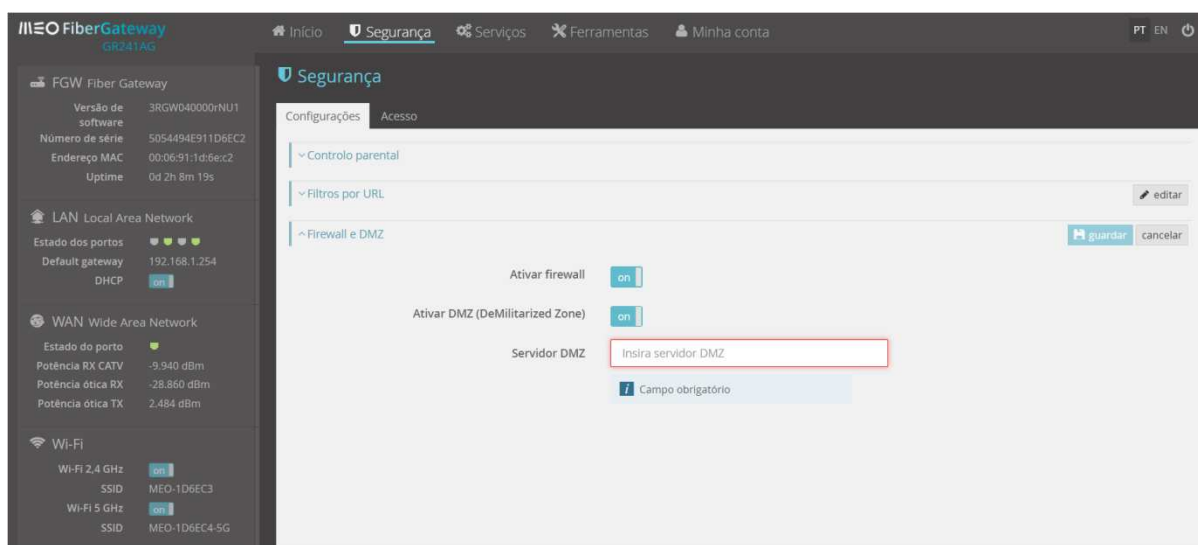 MEO FiberGateway
GR241AG
Início
Segurança
Serviços
Ferramentas
Minha conta
PT EN
FGW Fiber Gateway
Versão de software 3RGW040000rNU1
Número de série 5054494E911D6EC2
Endereço MAC 00:06:91:1d:6e:c2
Uptime 0d 2h 8m 19s
LAN Local Area Network
Estado dos portos
Default gateway 192.168.1.254
DHCP on
WAN Wide Area Network
Estado do porto
Potência RX CATV -9.940 dBm
Potência ótica RX -28.860 dBm
Potência ótica TX 2.484 dBm
Wi-Fi
Wi-Fi 2,4 GHz on
SSID MEO-1D6EC3
Wi-Fi 5 GHz on
SSID MEO-1D6EC4-5G
Segurança
Configurações Acesso
Controlo parental
Filtros por URL editar
Firewall e DMZ guardar cancelar
Ativar firewall on
Ativar DMZ (DeMilitarized Zone) on
Servidor DMZ Insira servidor DMZ
i Campo obrigatório